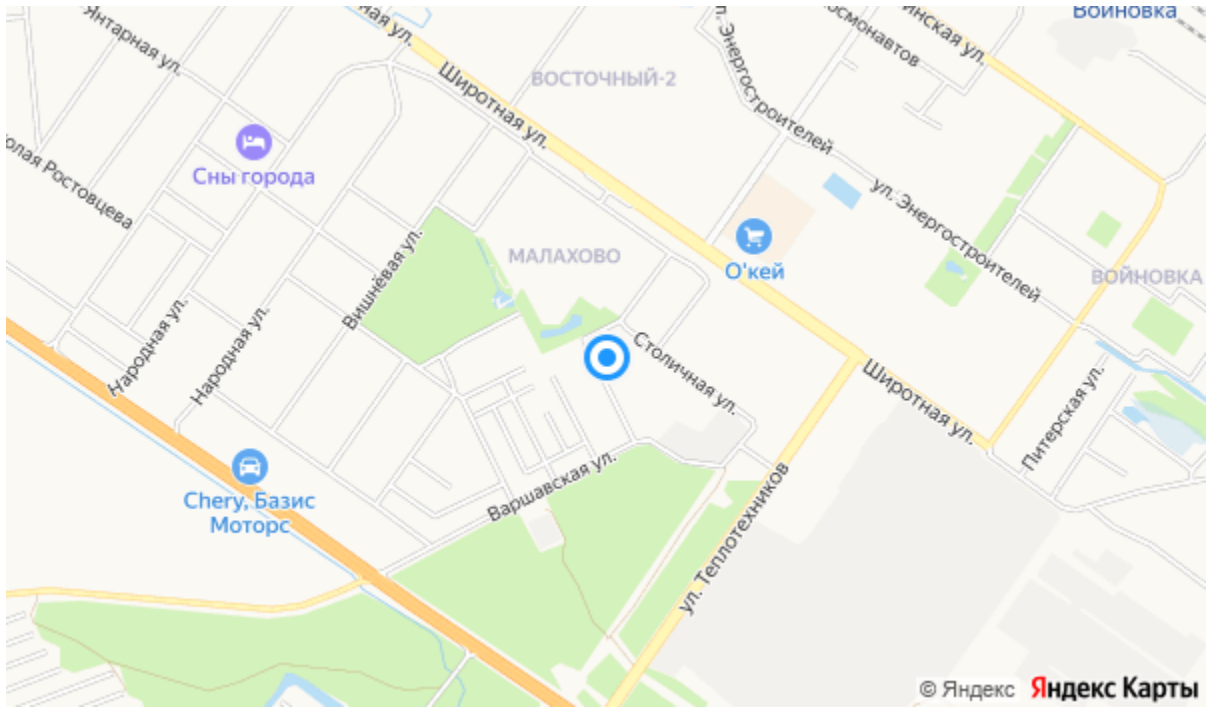 Войновка
Янтарная ул.
ная ул.
Космонавтов
инская ул.
ул. Энергостроителей
ВОСТОЧНЫЙ-2
Широтная ул.
Сны города
олая Ростовцева
ул. Энергостроителей
Вишнёвая ул.
МАЛАХОВО
О'кей
ВОЙНОВКА
Народная ул.
Народная ул.
Столичная ул.
Широтная ул.
Питерская ул.
Chery, Базис
Моторс
Варшавская ул.
ул. Теплотехников
© Яндекс Яндекс Карты